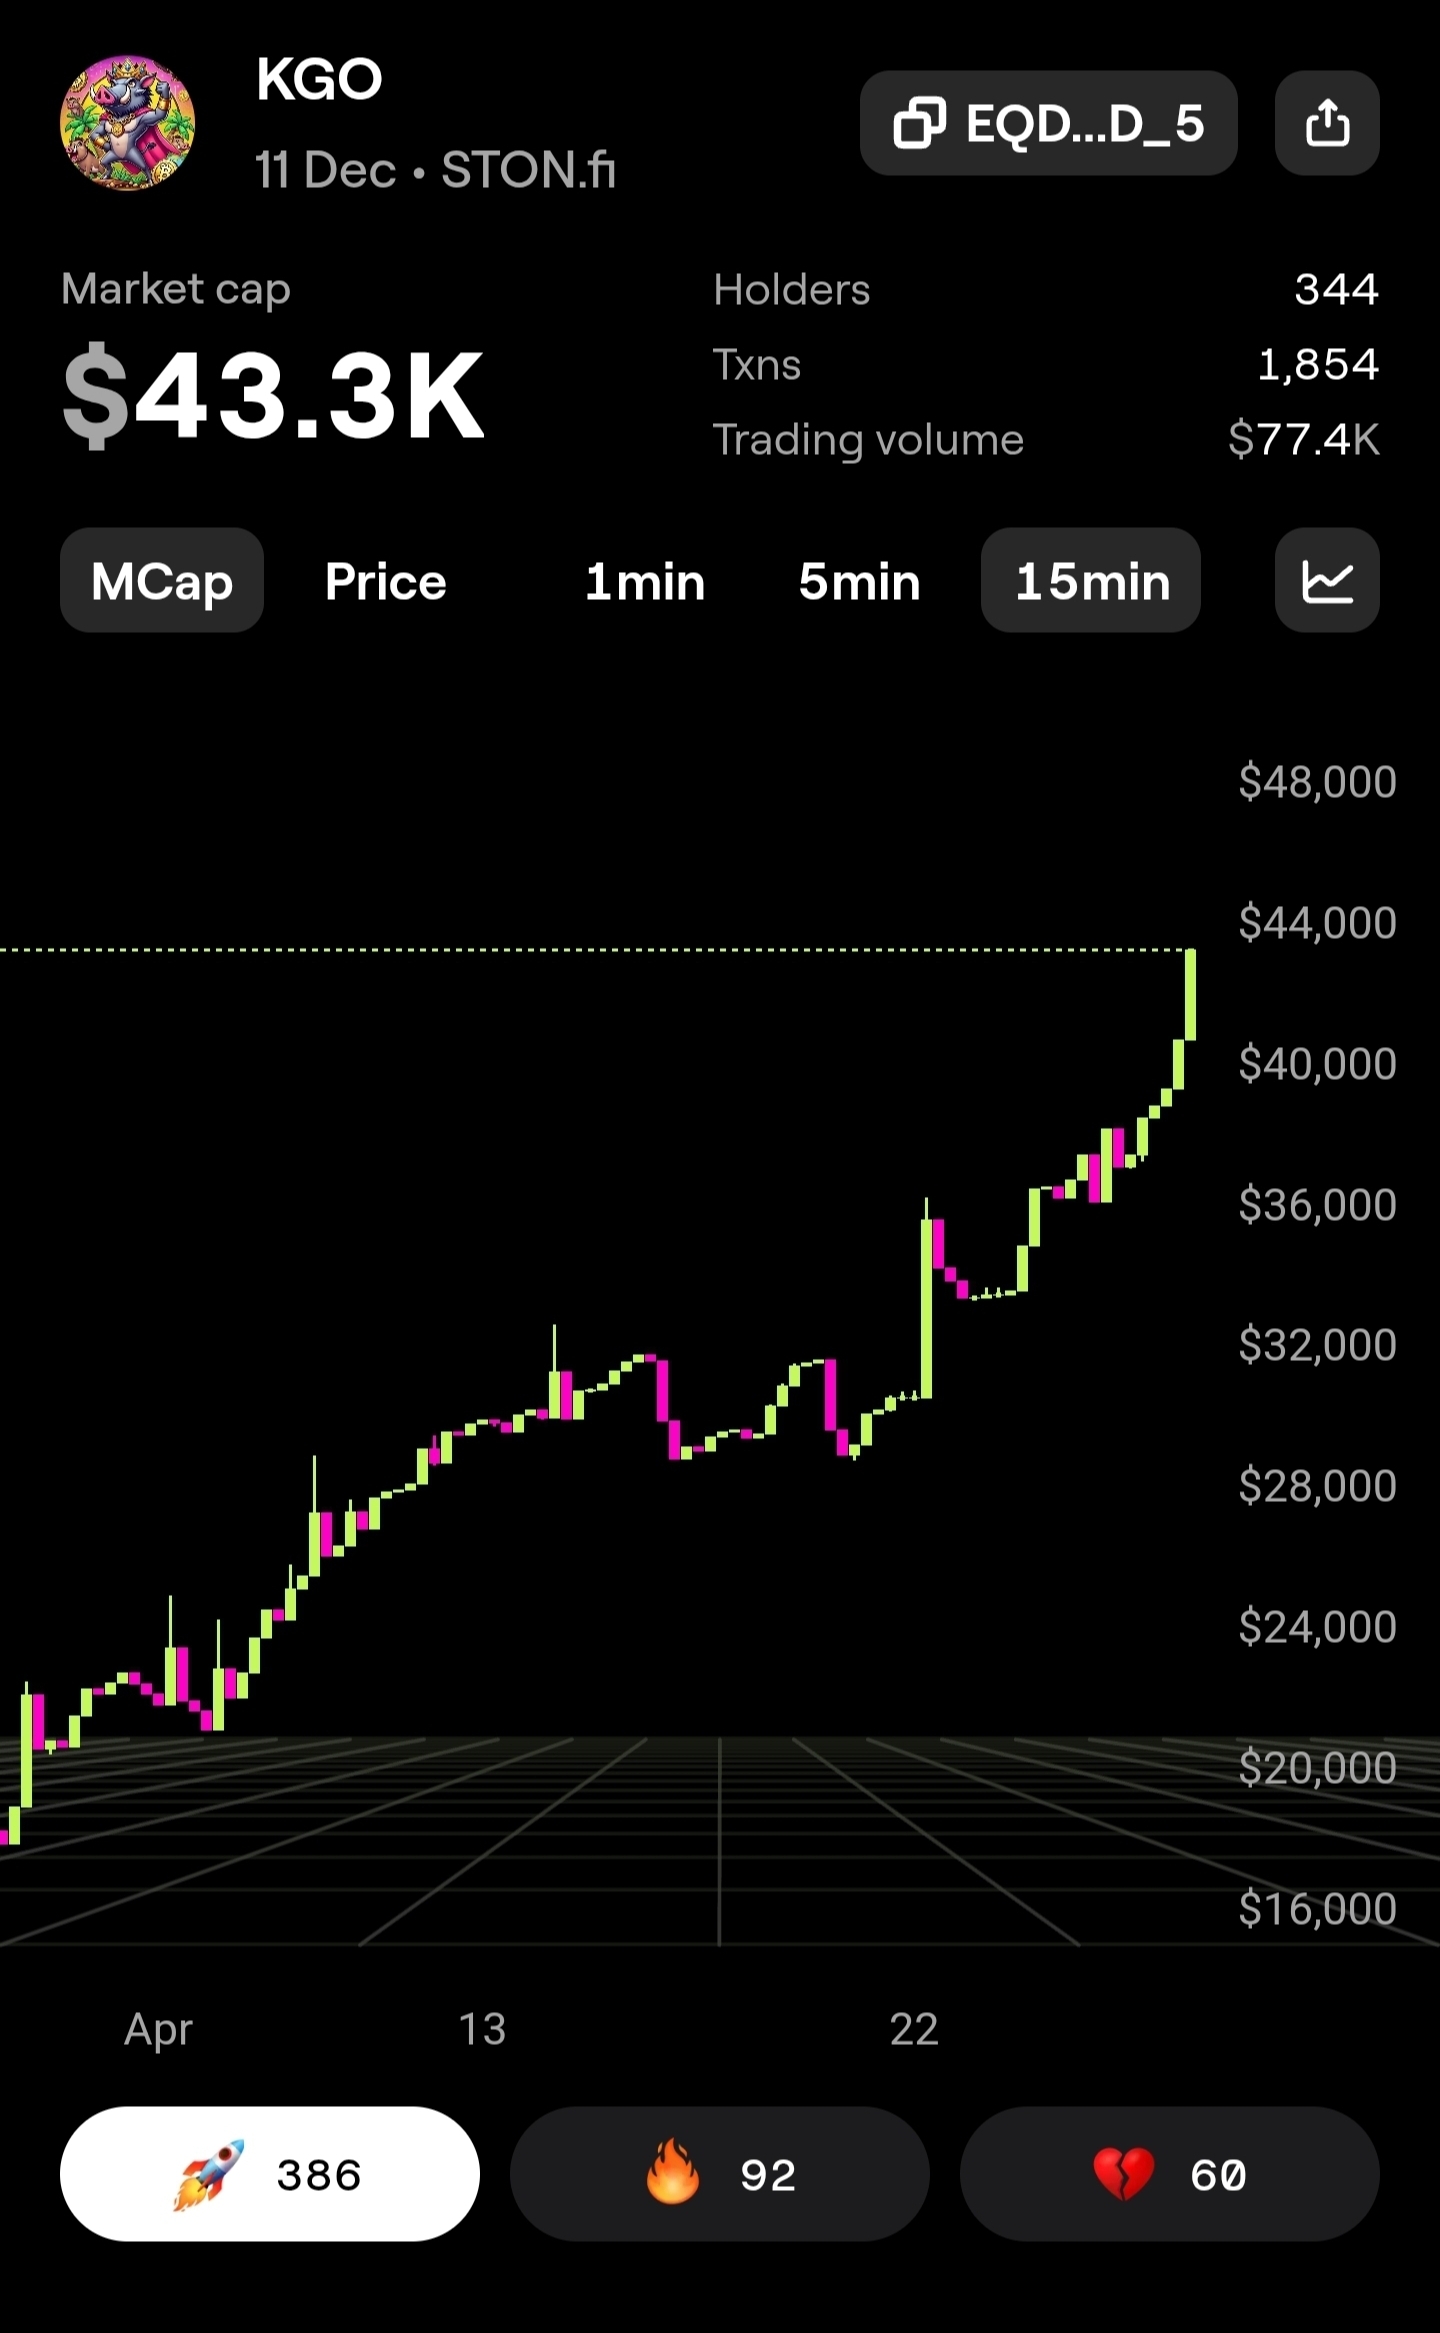 KGO
11 Dec • STON.fi
EQD...D_5
Market cap
$43.3K
Holders 344
Txns 1,854
Trading volume $77.4K
MCap Price 1min 5min 15min
$48,000
$44,000
$40,000
$36,000
$32,000
$28,000
$24,000
$20,000
$16,000
Apr 13 22
🚀 386 🔥 92 💔 60